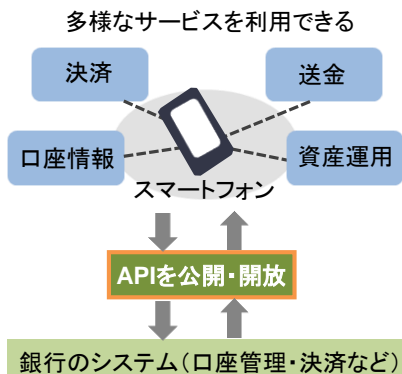 多様なサービスを利用できる
決済
送金
口座情報
資産運用
スマートフォン
APIを公開・開放
銀行のシステム（口座管理・決済など）